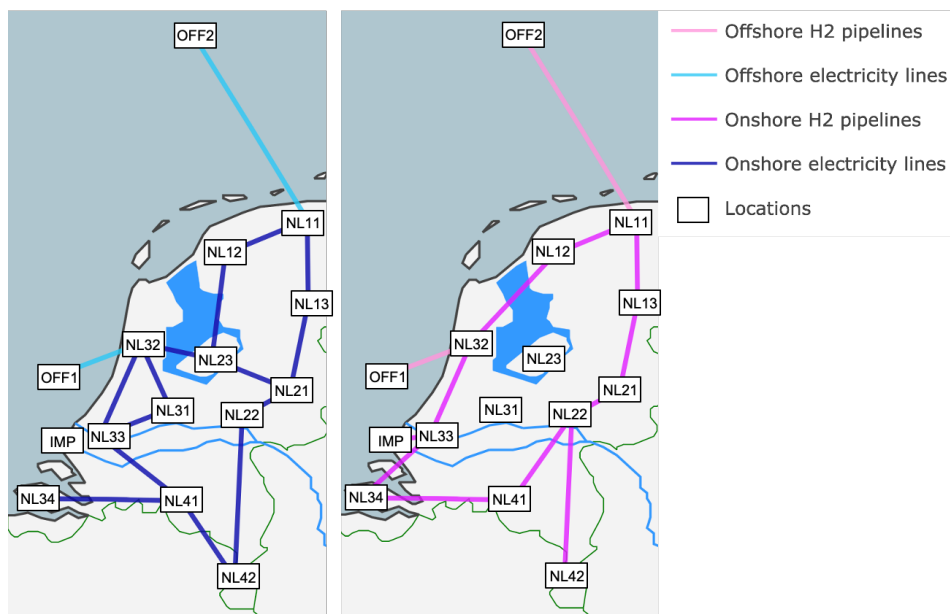 OFF2
NL11
NL12
NL13
NL32
NL23
OFF1
NL21
NL31
NL22
NL33
IMP
NL34
NL41
NL42
OFF2
NL11
NL12
NL13
NL32
NL23
OFF1
NL21
NL31
NL22
NL33
IMP
NL34
NL41
NL42
Offshore H2 pipelines
Offshore electricity lines
Onshore H2 pipelines
Onshore electricity lines
Locations